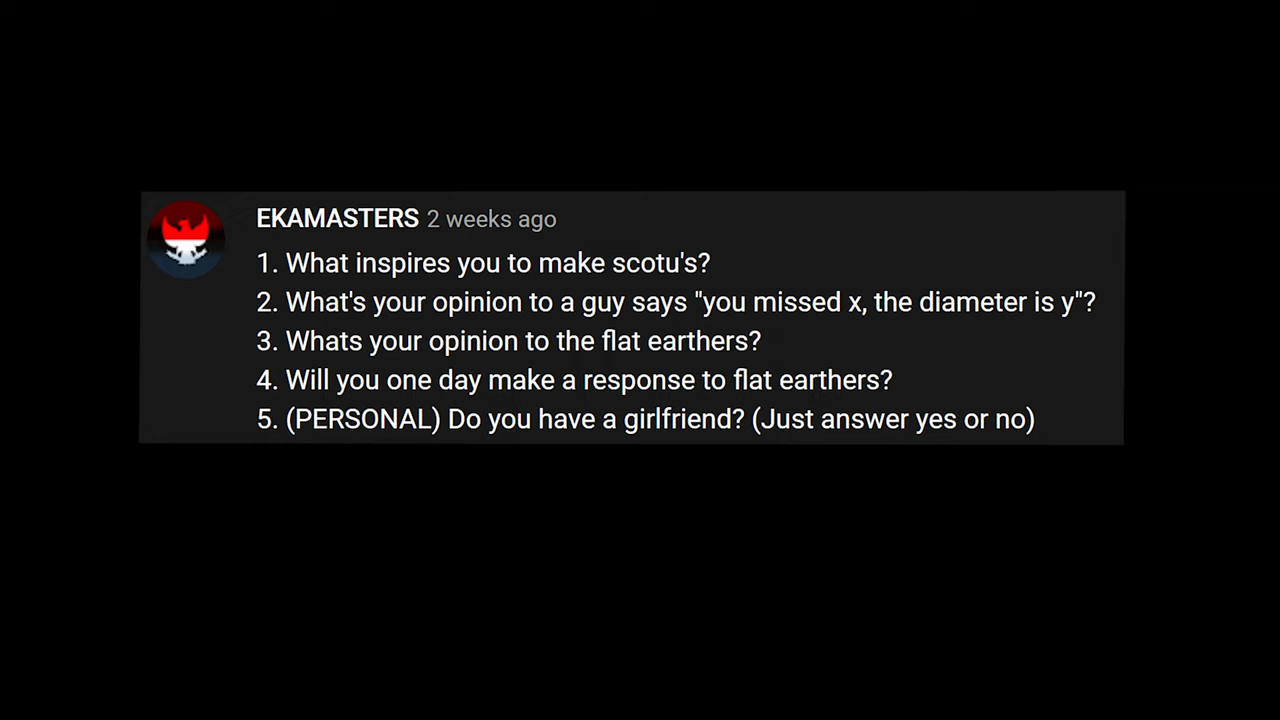 EKAMASTERS 2 weeks ago
1. What inspires you to make scotu's?
2. What's your opinion to a guy says "you missed x, the diameter is y"?
3. Whats your opinion to the flat earthers?
4. Will you one day make a response to flat earthers?
5. (PERSONAL) Do you have a girlfriend? (Just answer yes or no)